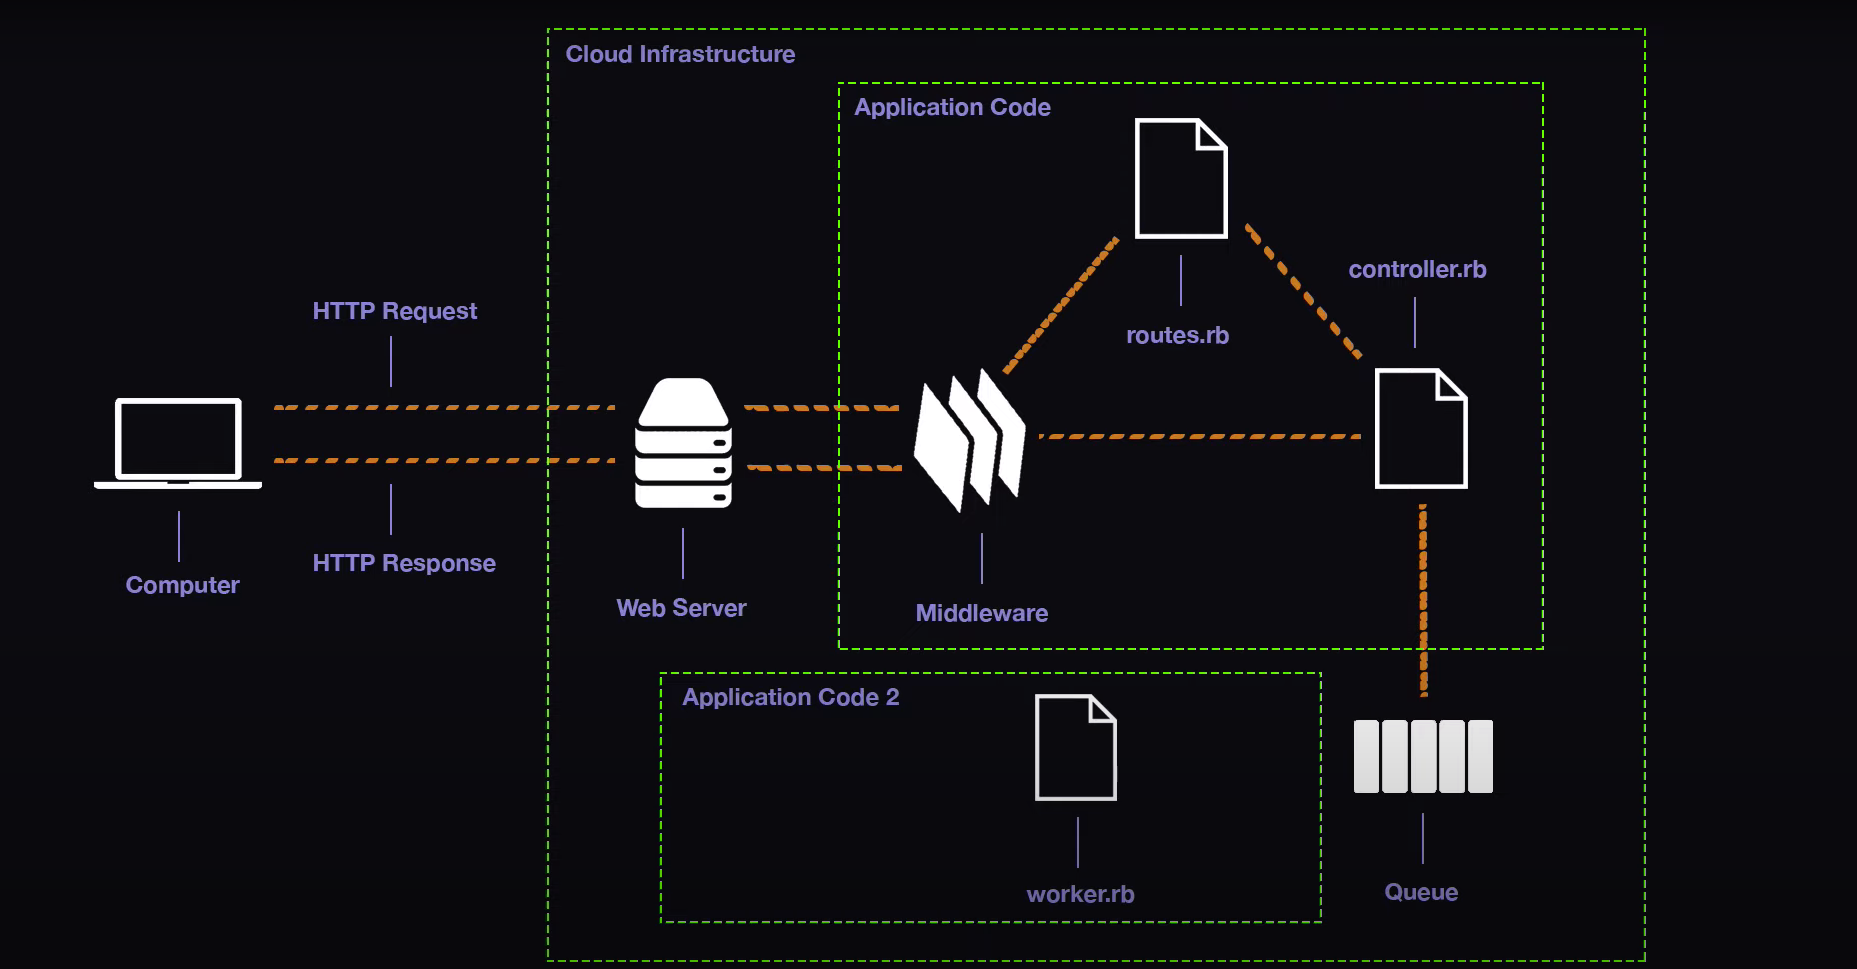 Cloud Infrastructure
Application Code
controller.rb
HTTP Request
routes.rb
HTTP Response
Computer
Web Server
Middleware
Application Code 2
worker.rb
Queue